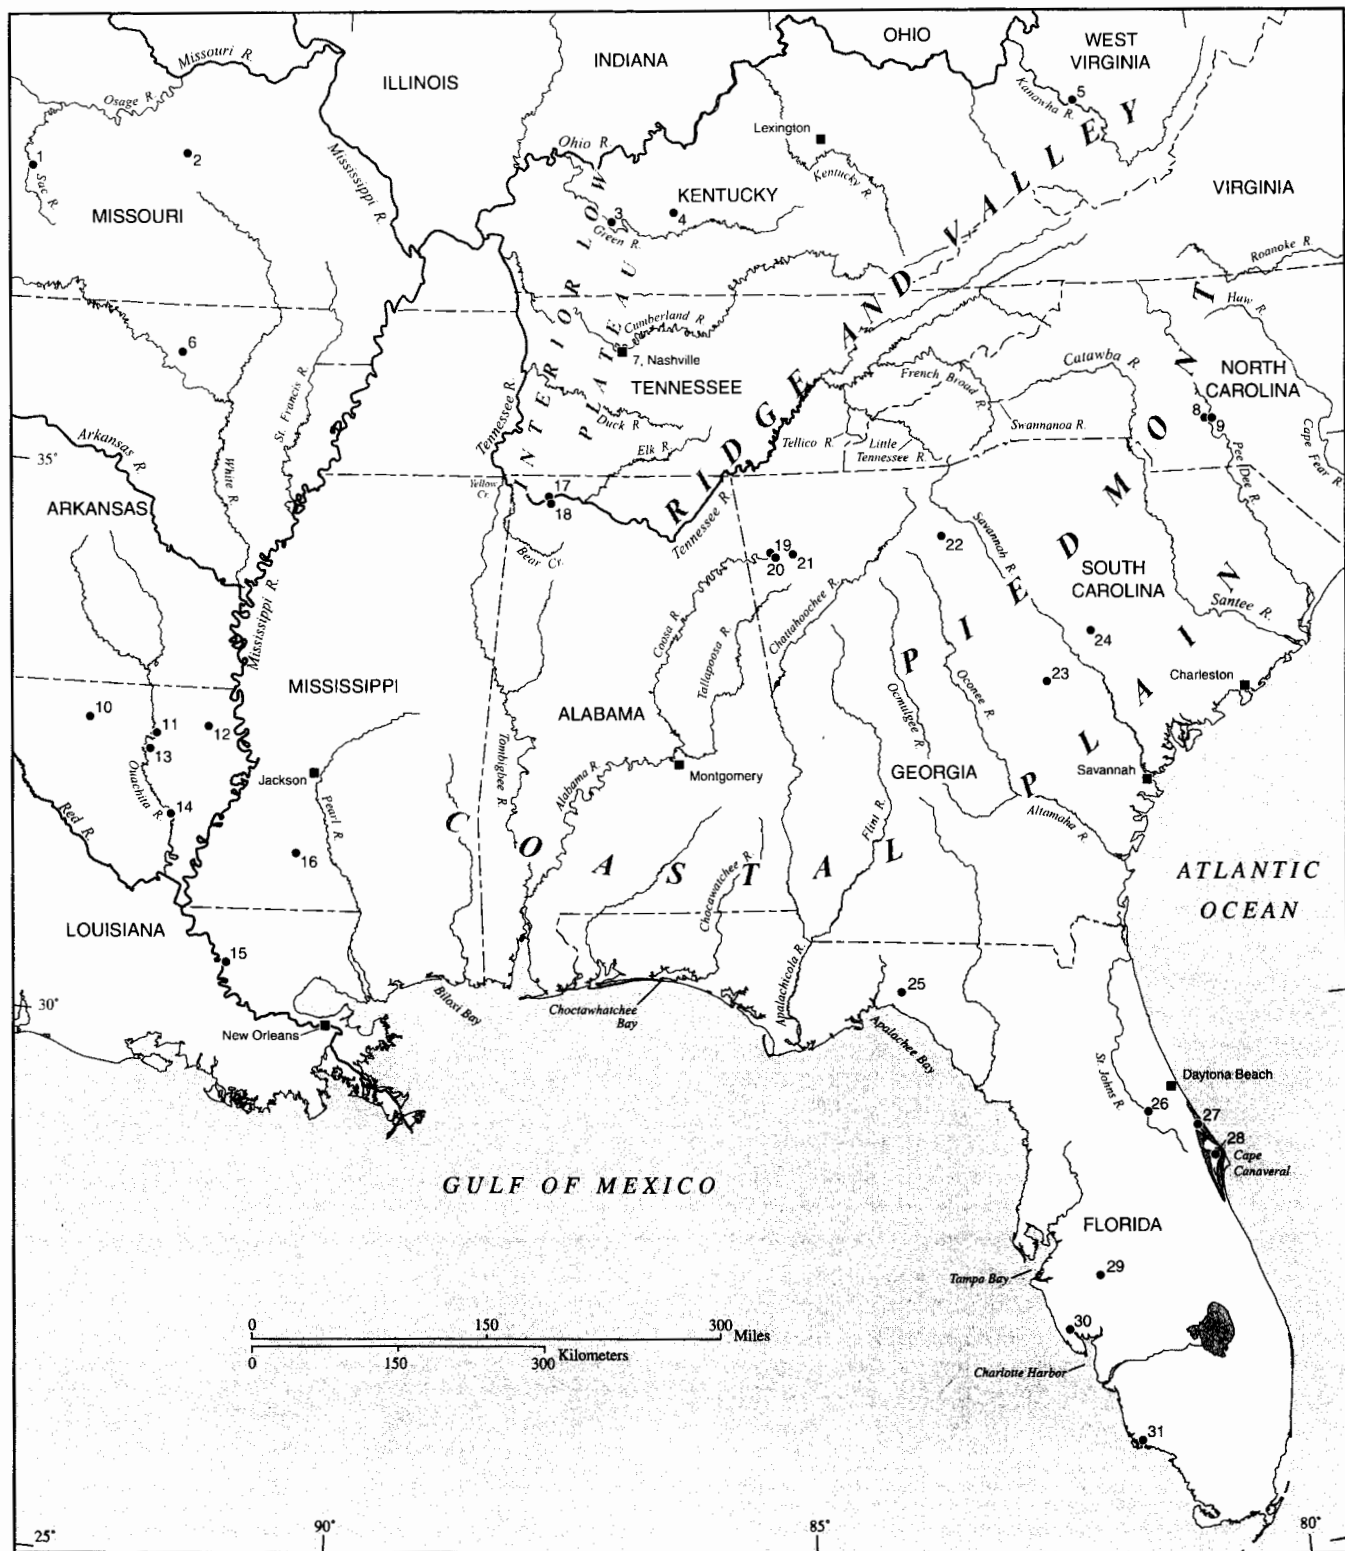 OHIO
WEST
VIRGINIA
INDIANA
ILLINOIS
Missouri R.
Osage R.
Kanawha R.
5
Lexington
Ohio R.
Mississippi R.
1
2
Sac R.
MISSOURI
KENTUCKY
Kentucky R.
VIRGINIA
3
4
Green R.
Roanoke R.
Haw R.
INTERIOR LOW
PLATEAU
RIDGE AND VALLEY
PIEDMONT
COASTAL PLAIN
Cumberland R.
7, Nashville
TENNESSEE
6
St. Francis R.
French Broad R.
Catawba R.
NORTH
CAROLINA
8
9
Tennessee R.
Duck R.
Elk R.
Tellico R.
Little
Tennessee R.
Swannanoa R.
Pee Dee R.
Cape Fear R.
35°
Arkansas R.
White R.
ARKANSAS
Yellow
Cr.
17
18
Bear Cr.
Tennessee R.
19
20
21
22
Savannah R.
SOUTH
CAROLINA
Santee R.
Mississippi R.
Coosa R.
Tallapoosa R.
Chattahoochee R.
24
23
Charleston
MISSISSIPPI
ALABAMA
Ocmulgee R.
Oconee R.
10
11
12
13
14
Ouachita R.
Red R.
Jackson
Pearl R.
16
Tombigbee R.
Alabama R.
Montgomery
GEORGIA
Flint R.
Savannah
Altamaha R.
ATLANTIC
OCEAN
Chocawatchee R.
LOUISIANA
15
Apalachicola R.
25
30°
New Orleans
Biloxi Bay
Choctawhatchee
Bay
Apalachee Bay
St. Johns R.
Daytona Beach
26
27
28
Cape
Canaveral
GULF OF MEXICO
FLORIDA
29
Tampa Bay
30
Charlotte Harbor
31
0 150 300 Miles
0 150 300 Kilometers
25°
90°
85°
80°